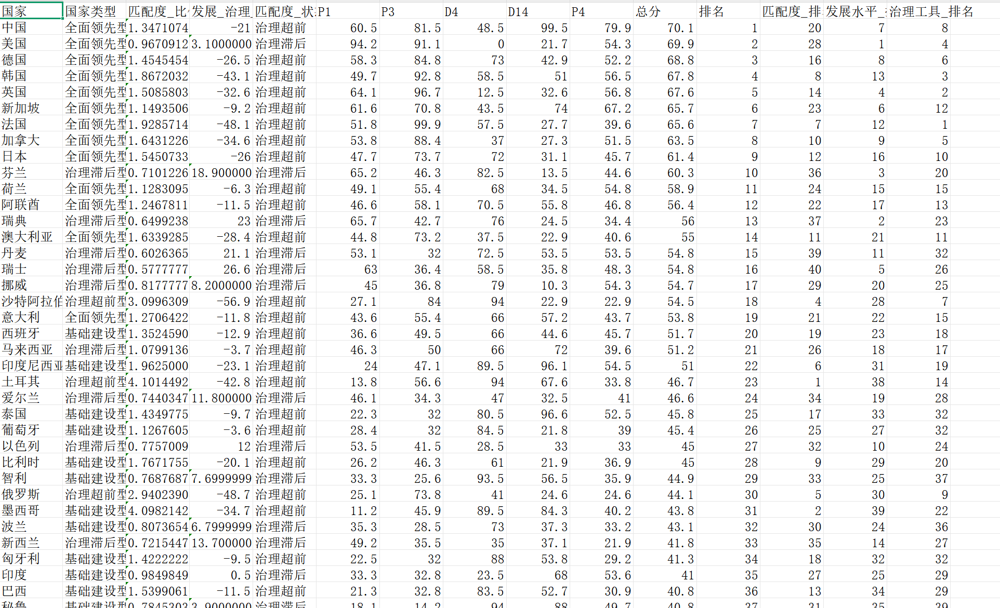 国家 国家类型 匹配度_比 发展_治理_ 匹配度_状 P1 P3 D4 D14 P4 总分 排名 匹配度_排 发展水平_ 治理工具_排名
中国 全面领先型 1.3471074 -21 治理超前 60.5 81.5 48.5 99.5 79.9 70.1 1 20 7 8
美国 全面领先型 0.9670912 3.1000000 治理滞后 94.2 91.1 0 21.7 54.3 69.9 2 28 1 4
德国 全面领先型 1.4545454 -26.5 治理超前 58.3 84.8 73 42.9 52.2 68.8 3 16 8 6
韩国 全面领先型 1.8672032 -43.1 治理超前 49.7 92.8 58.5 51 56.5 67.8 4 8 13 3
英国 全面领先型 1.5085803 -32.6 治理超前 64.1 96.7 12.5 32.6 56.8 67.6 5 14 4 2
新加坡 全面领先型 1.1493506 -9.2 治理超前 61.6 70.8 43.5 74 67.2 65.7 6 23 6 12
法国 全面领先型 1.9285714 -48.1 治理超前 51.8 99.9 57.5 27.7 39.6 65.6 7 7 12 1
加拿大 全面领先型 1.6431226 -34.6 治理超前 53.8 88.4 37 27.3 51.5 63.5 8 10 9 5
日本 全面领先型 1.5450733 -26 治理超前 47.7 73.7 72 31.1 45.7 61.4 9 12 16 10
芬兰 治理滞后型 0.7101226 18.900000 治理滞后 65.2 46.3 82.5 13.5 44.6 60.3 10 36 3 20
荷兰 全面领先型 1.1283095 -6.3 治理超前 49.1 55.4 68 34.5 54.8 58.9 11 24 15 15
阿联酋 全面领先型 1.2467811 -11.5 治理超前 46.6 58.1 70.5 55.8 46.8 56.4 12 22 17 13
瑞典 治理滞后型 0.6499238 23 治理滞后 65.7 42.7 76 24.5 34.4 56 13 37 2 23
澳大利亚 全面领先型 1.6339285 -28.4 治理超前 44.8 73.2 37.5 22.9 40.6 55 14 11 21 11
丹麦 治理滞后型 0.6026365 21.1 治理滞后 53.1 32 72.5 53.5 53.5 54.8 15 39 11 32
瑞士 治理滞后型 0.5777777 26.6 治理滞后 63 36.4 58.5 35.8 48.3 54.8 16 40 5 26
挪威 治理滞后型 0.8177777 8.2000000 治理滞后 45 36.8 79 10.3 54.3 54.7 17 29 20 25
沙特阿拉伯 治理超前型 3.0996309 -56.9 治理超前 27.1 84 94 22.9 22.9 54.5 18 4 28 7
意大利 全面领先型 1.2706422 -11.8 治理超前 43.6 55.4 66 57.2 43.7 53.8 19 21 22 15
西班牙 基础建设型 1.3524590 -12.9 治理超前 36.6 49.5 66 44.6 45.7 51.7 20 19 23 18
马来西亚 治理滞后型 1.0799136 -3.7 治理超前 46.3 50 66 72 39.6 51.2 21 26 18 17
印度尼西亚 基础建设型 1.9625000 -23.1 治理超前 24 47.1 89.5 96.1 54.5 51 22 6 31 19
土耳其 治理超前型 4.1014492 -42.8 治理超前 13.8 56.6 94 67.6 33.8 46.7 23 1 38 14
爱尔兰 治理滞后型 0.7440347 11.800000 治理滞后 46.1 34.3 47 32.5 41 46.6 24 34 19 28
泰国 基础建设型 1.4349775 -9.7 治理超前 22.3 32 80.5 96.6 52.5 45.8 25 17 33 32
葡萄牙 基础建设型 1.1267605 -3.6 治理超前 28.4 32 84.5 21.8 39 45.4 26 25 27 32
以色列 治理滞后型 0.7757009 12 治理滞后 53.5 41.5 28.5 33 33 45 27 32 10 24
比利时 基础建设型 1.7671755 -20.1 治理超前 26.2 46.3 61 21.9 36.9 45 28 9 29 20
智利 基础建设型 0.7687687 7.6999999 治理滞后 33.3 25.6 93.5 56.5 35.9 44.9 29 33 25 37
俄罗斯 治理超前型 2.9402390 -48.7 治理超前 25.1 73.8 41 24.6 24.6 44.1 30 5 30 9
墨西哥 基础建设型 4.0982142 -34.7 治理超前 11.2 45.9 89.5 84.3 40.2 43.8 31 2 39 22
波兰 基础建设型 0.8073654 6.7999999 治理滞后 35.3 28.5 73 37.3 33.2 43.1 32 30 24 36
新西兰 治理滞后型 0.7215447 13.700000 治理滞后 49.2 35.5 35 37.1 21.9 41.8 33 35 14 27
匈牙利 基础建设型 1.4222222 -9.5 治理超前 22.5 32 88 53.8 29.2 41.3 34 18 32 32
印度 基础建设型 0.9849849 0.5 治理滞后 33.3 32.8 23.5 68 53.6 41 35 27 25 29
巴西 基础建设型 1.5399061 -11.5 治理超前 21.3 32.8 83.5 52.7 30.9 40.8 36 13 34 29
秘鲁 基础建设型 0.7845303 3.9000000 治理滞后 18.1 14.2 94 88 49.7 40.8 37 31 35 39